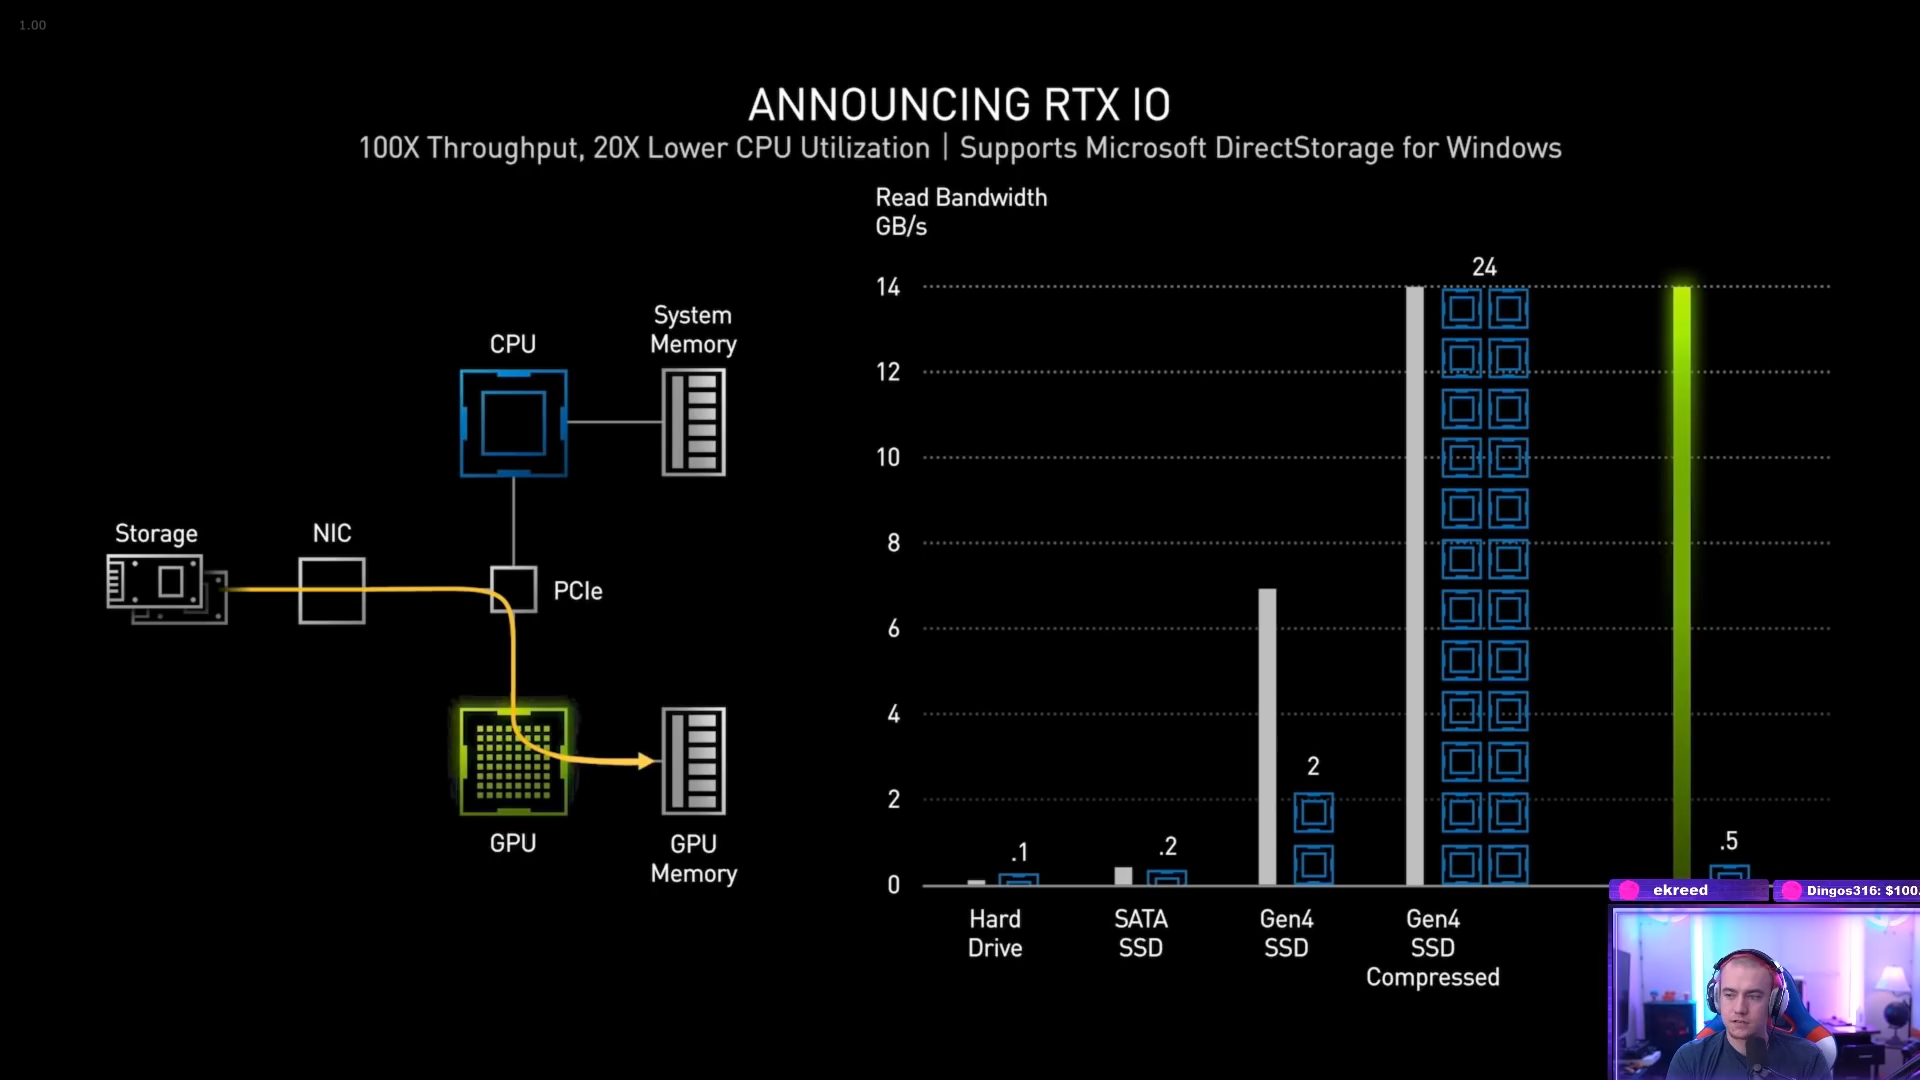 1.00
ANNOUNCING RTX IO
100X Throughput, 20X Lower CPU Utilization | Supports Microsoft DirectStorage for Windows
Read Bandwidth
GB/s
CPU
System
Memory
Storage
NIC
PCIe
GPU
GPU
Memory
14
12
10
8
6
4
2
0
.1
.2
2
24
.5
Hard
Drive
SATA
SSD
Gen4
SSD
Gen4
SSD
Compressed
ekreed
Dingos316: $100.